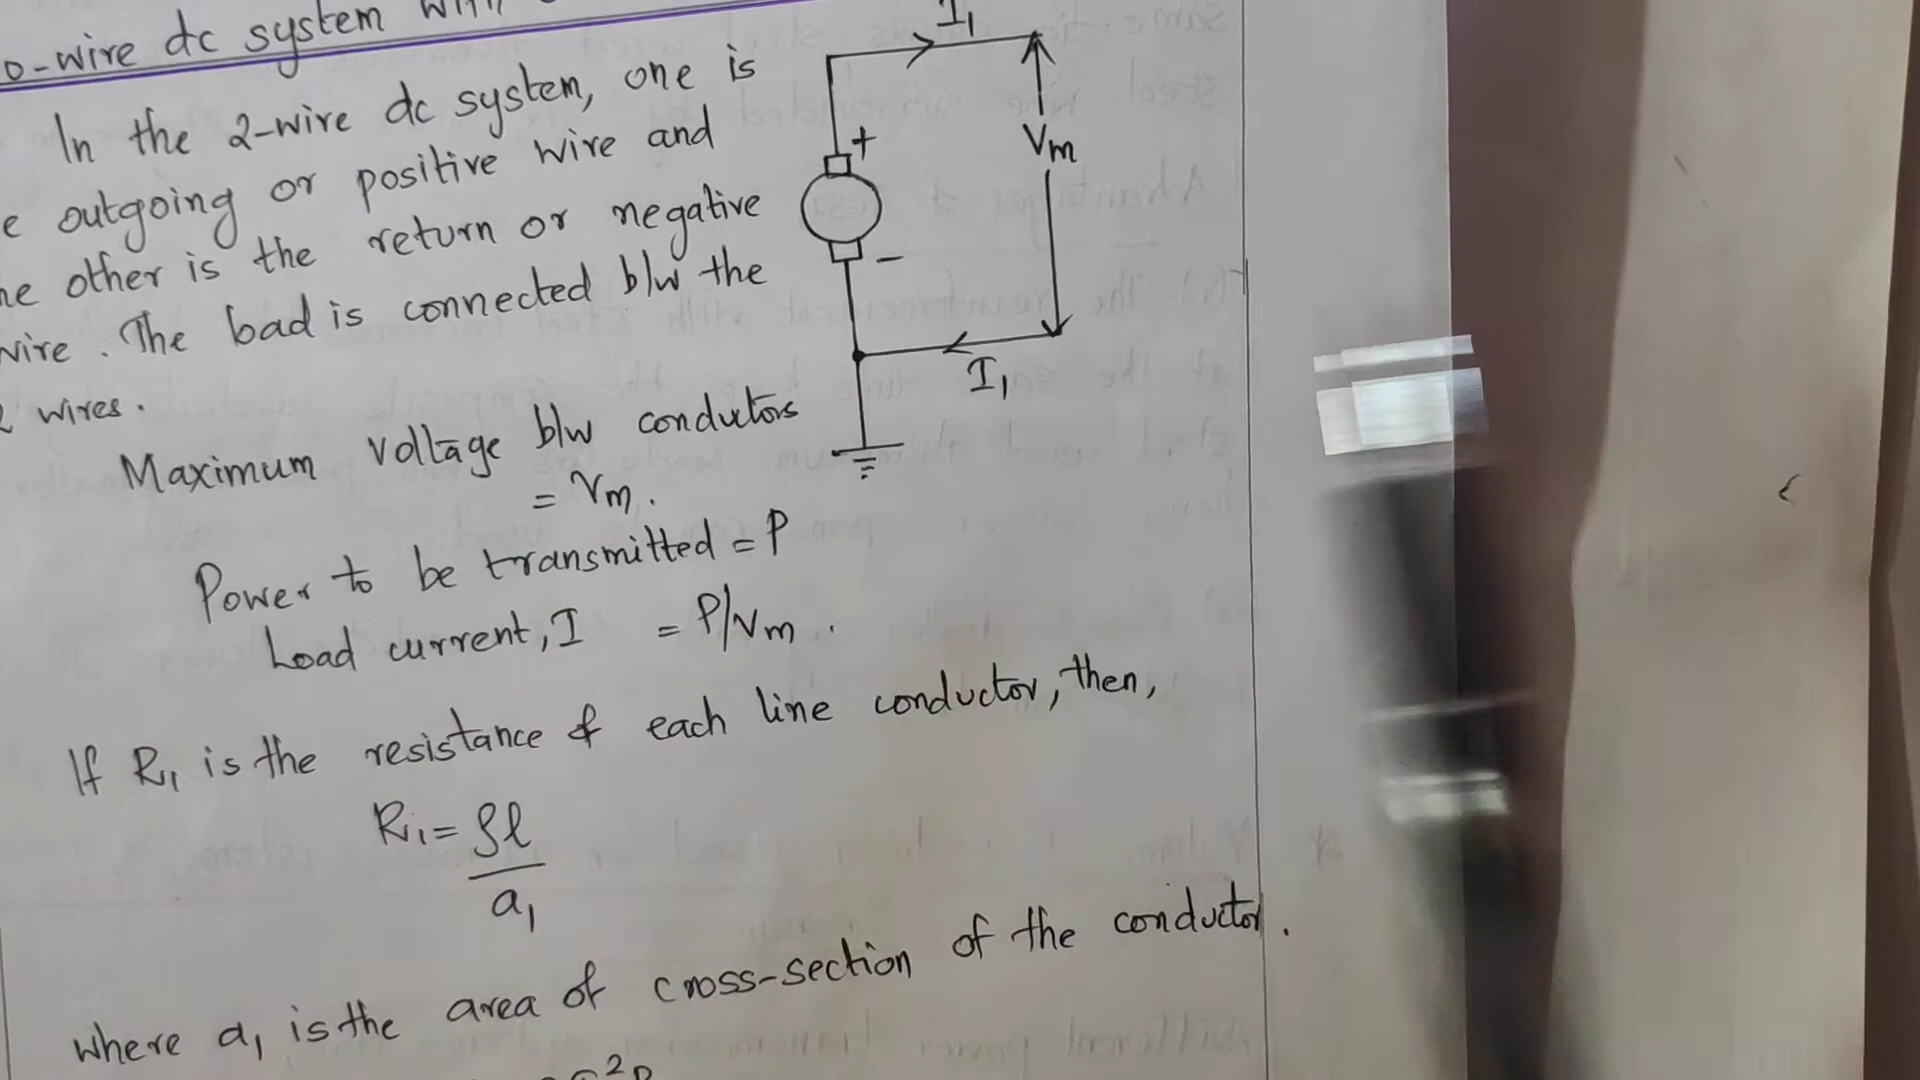 o-wire dc system with
In the 2-wire dc system, one is
e outgoing or positive wire and
he other is the return or negative
wire. The load is connected b/w the
2 wires.
Maximum voltage b/w conductors
= Vm.
Power to be transmitted = P
Load current, I = P/Vm.
If R1 is the resistance of each line conductor, then,
R1 = ρl
a1
where a1 is the area of cross-section of the conductor.
I1
+
Vm
-
I1